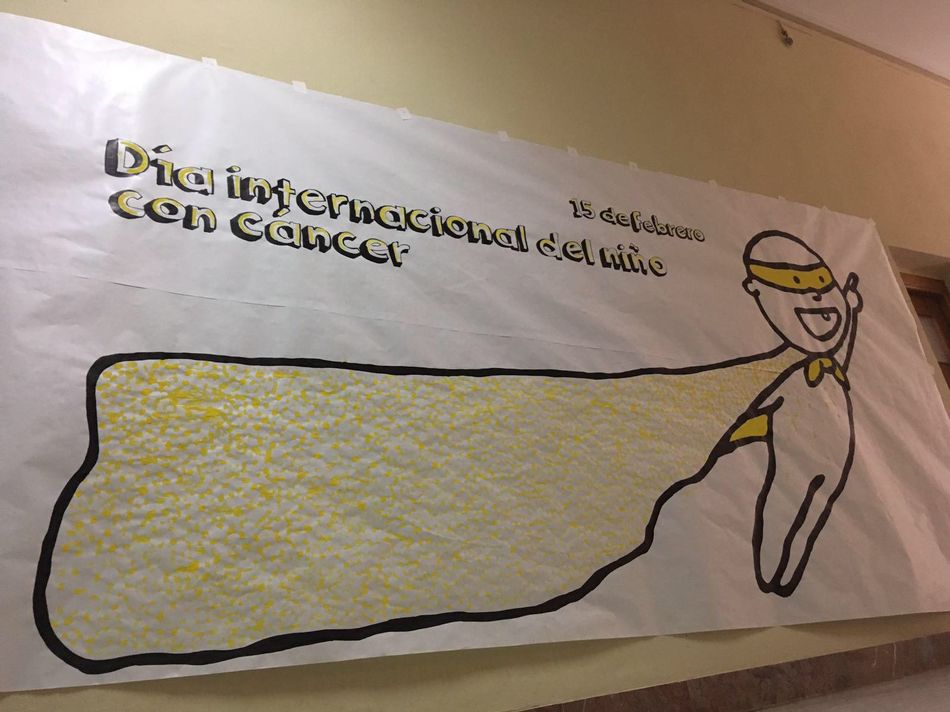 Día internacional del niño
con cáncer
15 de febrero